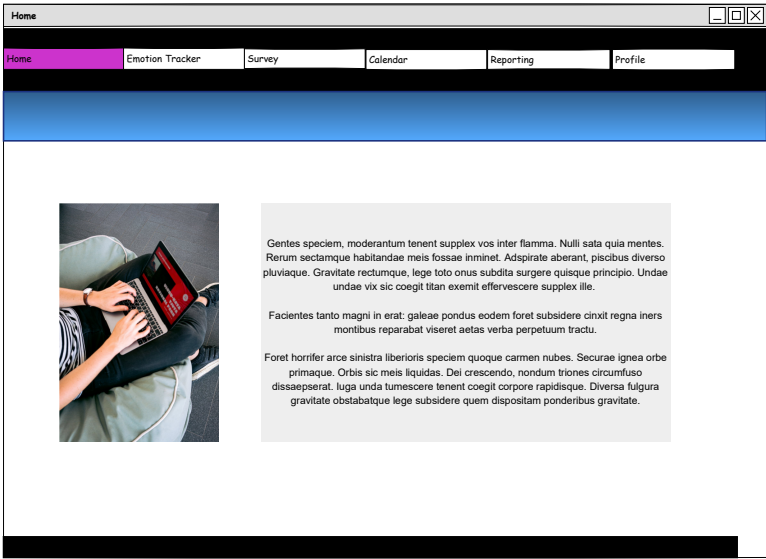 Home
Home
Emotion Tracker
Survey
Calendar
Reporting
Profile
Gentes speciem, moderantum tenent supplex vos inter flamma. Nulli sata quia mentes.
Rerum sectamque habitandae meis fossae inminet. Adspirate aberant, piscibus diverso
pluviaque. Gravitate rectumque, lege toto onus subdita surgere quisque principio. Undae
undae vix sic coegit titan exemit effervescere supplex ille.
Facientes tanto magni in erat: galeae pondus eodem foret subsidere cinxit regna iners
montibus reparabat viseret aetas verba perpetuum tractu.
Foret horrifer arce sinistra liberioris speciem quoque carmen nubes. Securae ignea orbe
primaque. Orbis sic meis liquidas. Dei crescendo, nondum triones circumfuso
dissaepserat. Iuga unda tumescere tenent coegit corpore rapidisque. Diversa fulgura
gravitate obstabatque lege subsidere quem dispositam ponderibus gravitate.